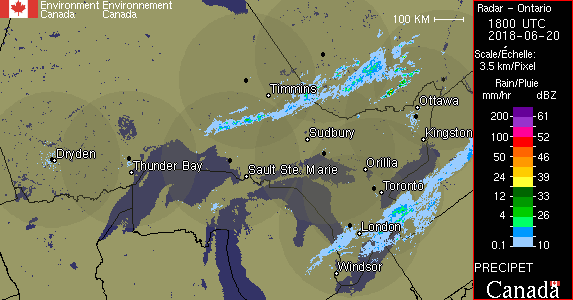 Environment Environnement
Canada Canada
100 KM
Timmins
Ottawa
Sudbury
Kingston
Dryden
Thunder Bay
Sault Ste. Marie
Orillia
Toronto
London
Windsor
Radar - Ontario
1800 UTC
2018-06-20
Scale/Échelle:
3.5 km/Pixel
Rain/Pluie
mm/hr dBZ
200 61
100 52
50 46
24 39
12 33
4 26
0.1 10
PRECIPET
Canada